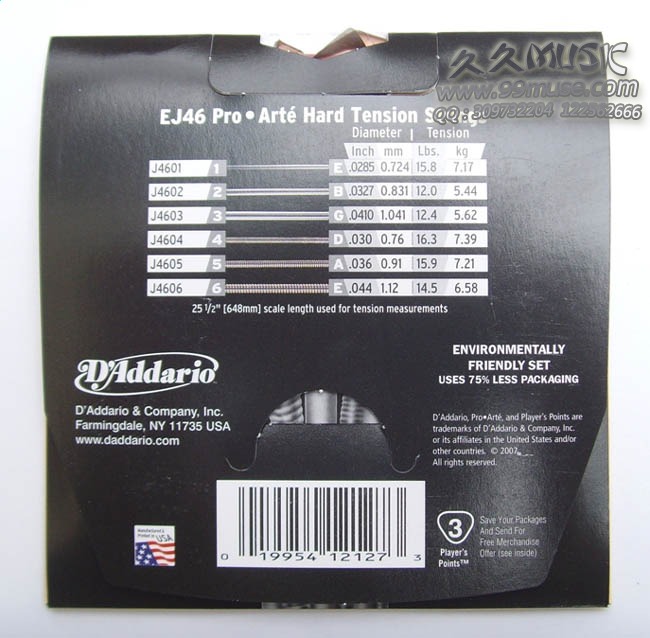 久久MUSIC
www.99musc.com
QQ:309732204 122562666
EJ46 Pro•Arté Hard Tension
Diameter | Tension
Inch mm Lbs. kg
J4601 1 E .0285 0.724 15.8 7.17
J4602 2 B .0327 0.831 12.0 5.44
J4603 3 G .0410 1.041 12.4 5.62
J4604 4 D .030 0.76 16.3 7.39
J4605 5 A .036 0.91 15.9 7.21
J4606 6 E .044 1.12 14.5 6.58
25 1/2" [648mm] scale length used for tension measurements
D'Addario
D'Addario & Company, Inc.
Farmingdale, NY 11735 USA
www.daddario.com
ENVIRONMENTALLY
FRIENDLY SET
USES 75% LESS PACKAGING
D'Addario, Pro•Arté, and Player's Points are
trademarks of D'Addario & Company, Inc.
or its affiliates in the United States and/or
other countries. © 2007
All rights reserved.
Manufactured &
Printed in USA
0 19954 12127 3
3
Player's
Points™
Save Your Packages
And Send For
Free Merchandise
Offer (see inside)